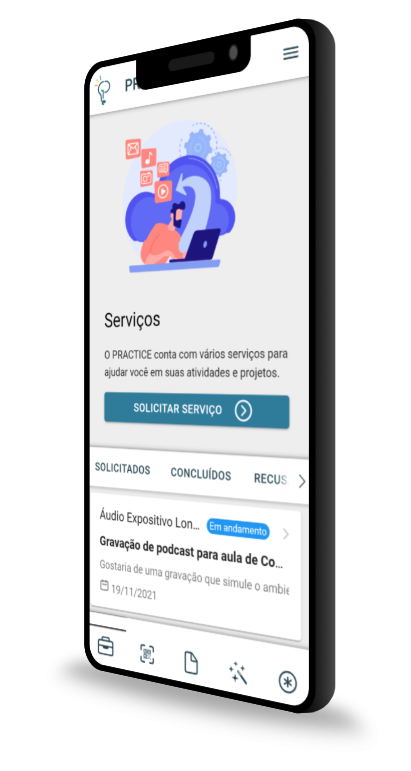 Serviços
O PRACTICE conta com vários serviços para
ajudar você em suas atividades e projetos.
SOLICITAR SERVIÇO
SOLICITADOS CONCLUÍDOS RECUS
Áudio Expositivo Lon... Em andamento
Gravação de podcast para aula de Co...
Gostaria de uma gravação que simule o ambie
19/11/2021